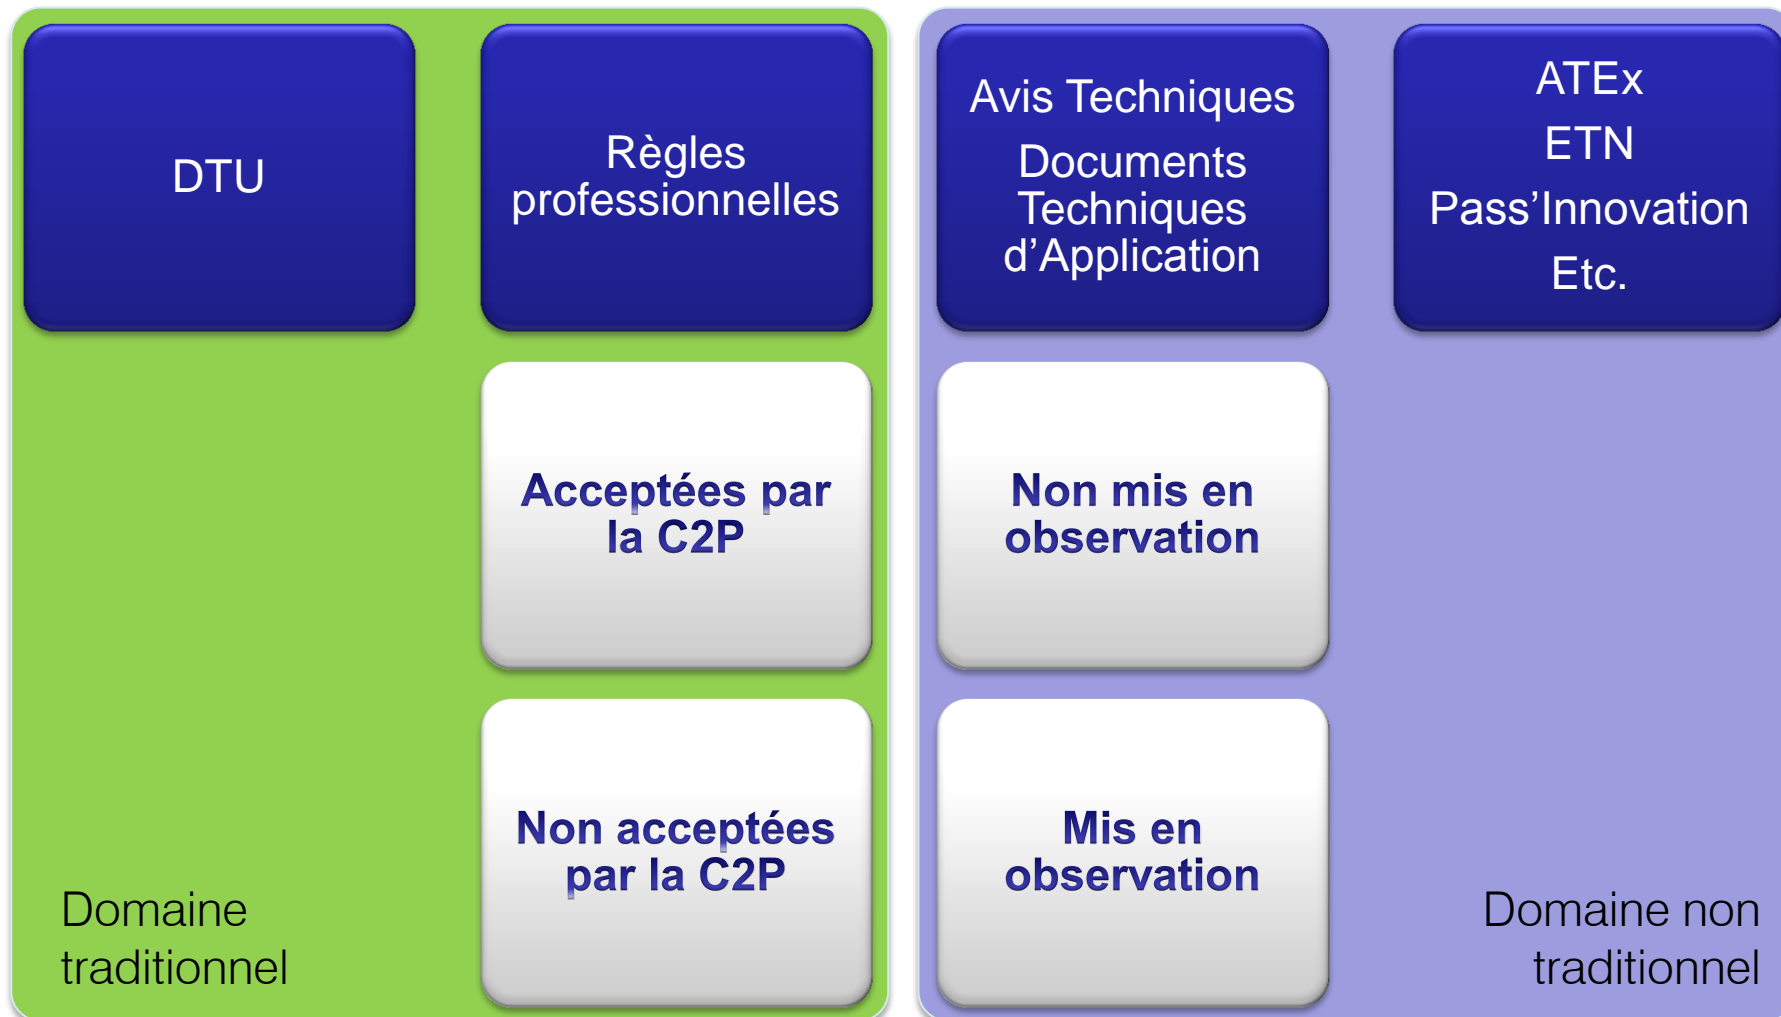 DTU
Règles
professionnelles
Avis Techniques
Documents
Techniques
d’Application
ATEx
ETN
Pass’Innovation
Etc.
Acceptées par
la C2P
Non mis en
observation
Non acceptées
par la C2P
Mis en
observation
Domaine
traditionnel
Domaine non
traditionnel